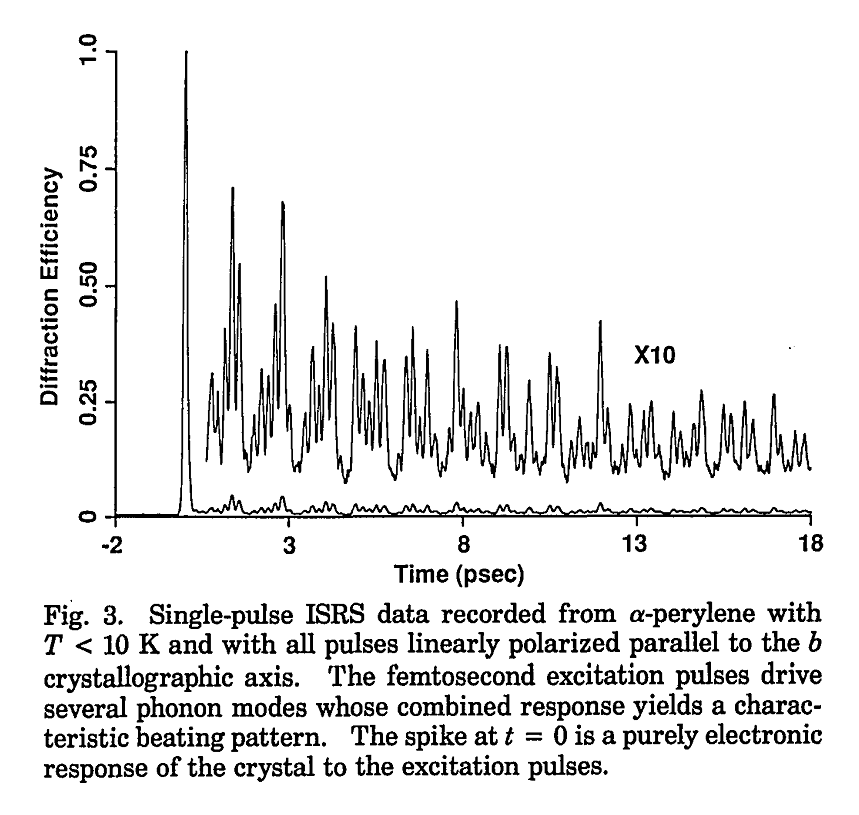 1.0
0.75
0.50
0.25
0
Diffraction Efficiency
X10
-2 3 8 13 18
Time (psec)
Fig. 3. Single-pulse ISRS data recorded from α-perylene with
T < 10 K and with all pulses linearly polarized parallel to the b
crystallographic axis. The femtosecond excitation pulses drive
several phonon modes whose combined response yields a charac-
teristic beating pattern. The spike at t = 0 is a purely electronic
response of the crystal to the excitation pulses.